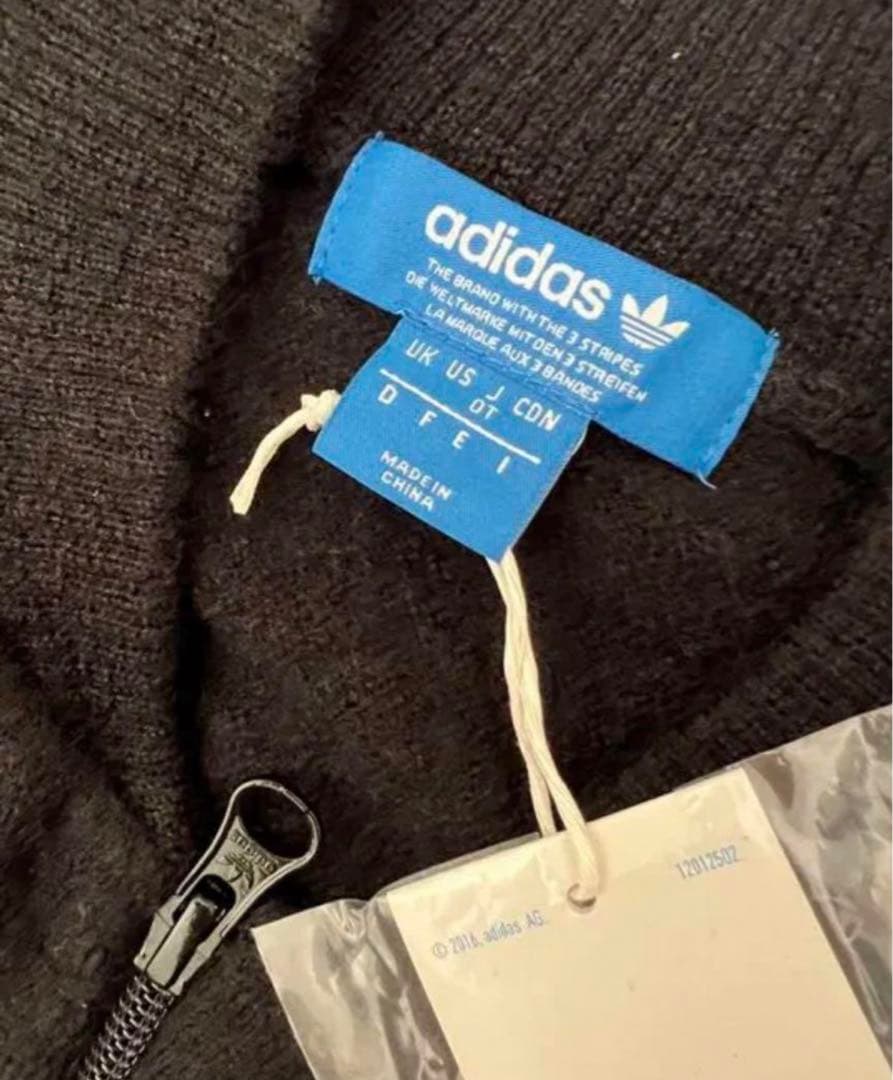 adidas
THE BRAND WITH THE 3 STRIPES
DIE WELTMARKE MIT DEN 3 STREIFEN
LA MARQUE AUX 3 BANDES
UK US J CDN
OT
D F E I
MADE IN
CHINA
12012502
© 2016, adidas AG.